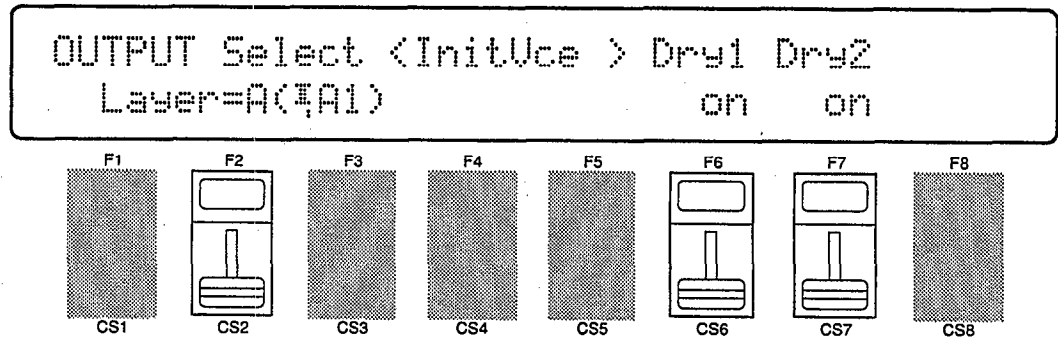 OUTPUT Select <InitVce > Dry1 Dry2
Layer=A(A1) on on
F1 F2 F3 F4 F5 F6 F7 F8
CS1 CS2 CS3 CS4 CS5 CS6 CS7 CS8